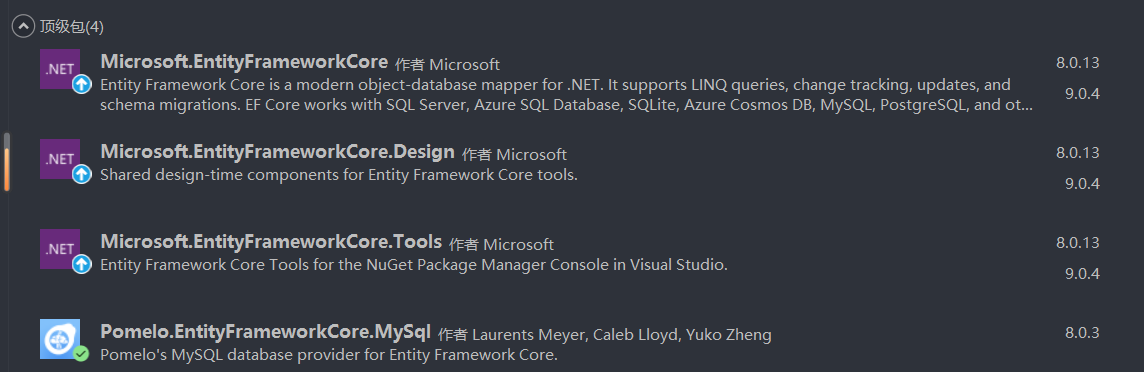 顶级包(4)
.NET
Microsoft.EntityFrameworkCore 作者 Microsoft 8.0.13
Entity Framework Core is a modern object-database mapper for .NET. It supports LINQ queries, change tracking, updates, and 9.0.4
schema migrations. EF Core works with SQL Server, Azure SQL Database, SQLite, Azure Cosmos DB, MySQL, PostgreSQL, and ot...
.NET
Microsoft.EntityFrameworkCore.Design 作者 Microsoft 8.0.13
Shared design-time components for Entity Framework Core tools. 9.0.4
.NET
Microsoft.EntityFrameworkCore.Tools 作者 Microsoft 8.0.13
Entity Framework Core Tools for the NuGet Package Manager Console in Visual Studio. 9.0.4
Pomelo.EntityFrameworkCore.MySql 作者 Laurents Meyer, Caleb Lloyd, Yuko Zheng 8.0.3
Pomelo's MySQL database provider for Entity Framework Core.